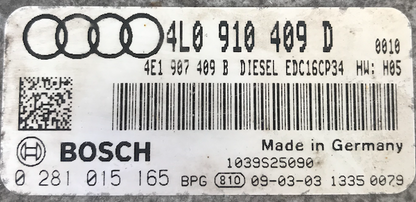 4L0 910 409 D 0010
4E1 907 409 B DIESEL EDC16CP34 HW: H05
BOSCH Made in Germany
1039S25090
0 281 015 165 BPG 810 09-03-03 1335 0079